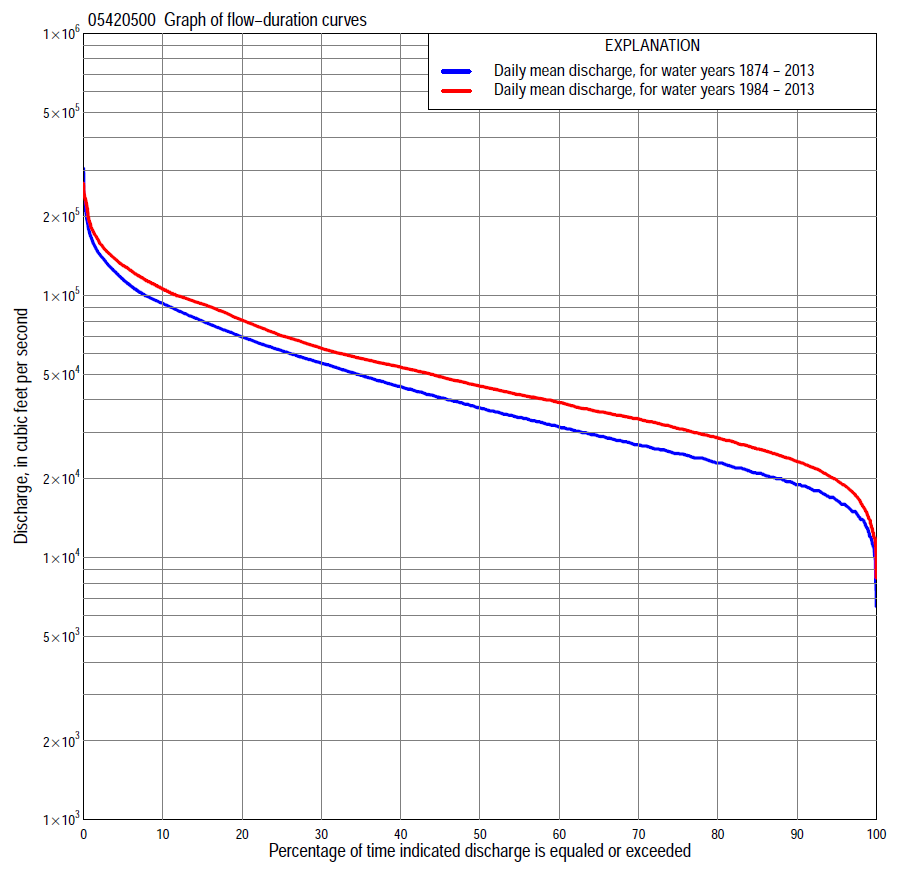 05420500 Graph of flow−duration curves
EXPLANATION
Daily mean discharge, for water years 1874 − 2013
Daily mean discharge, for water years 1984 − 2013
Discharge, in cubic feet per second
1×10⁶
5×10⁵
2×10⁵
1×10⁵
5×10⁴
2×10⁴
1×10⁴
5×10³
2×10³
1×10³
0 10 20 30 40 50 60 70 80 90 100
Percentage of time indicated discharge is equaled or exceeded